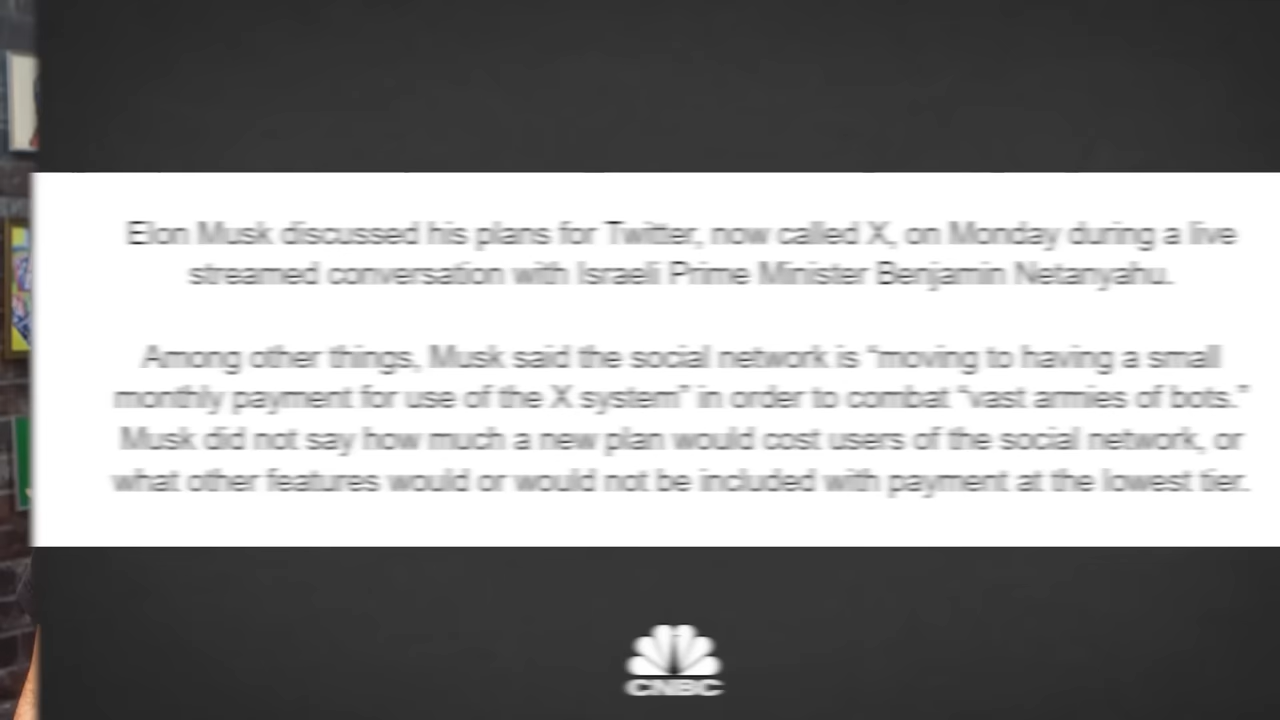 Elon Musk discussed his plans for Twitter, now called X, on Monday during a live
streamed conversation with Israeli Prime Minister Benjamin Netanyahu.
Among other things, Musk said the social network is “moving to having a small
monthly payment for use of the X system” in order to combat “vast armies of bots.”
Musk did not say how much a new plan would cost users of the social network, or
what other features would or would not be included with payment at the lowest tier.
CNBC